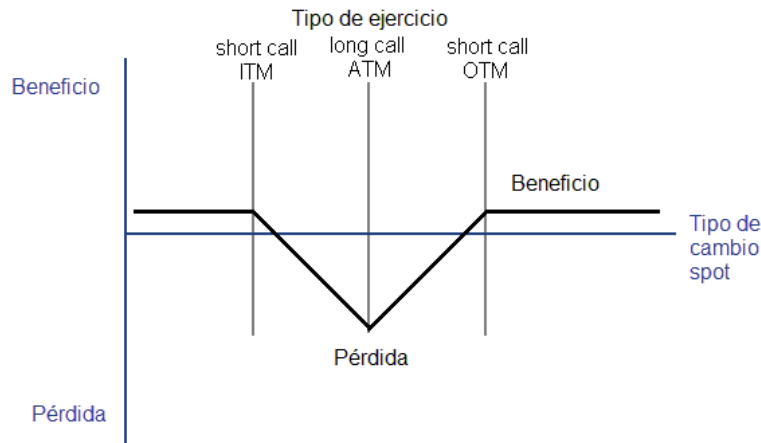 Tipo de ejercicio
short call
ITM
long call
ATM
short call
OTM
Beneficio
Beneficio
Tipo de
cambio
spot
Pérdida
Pérdida